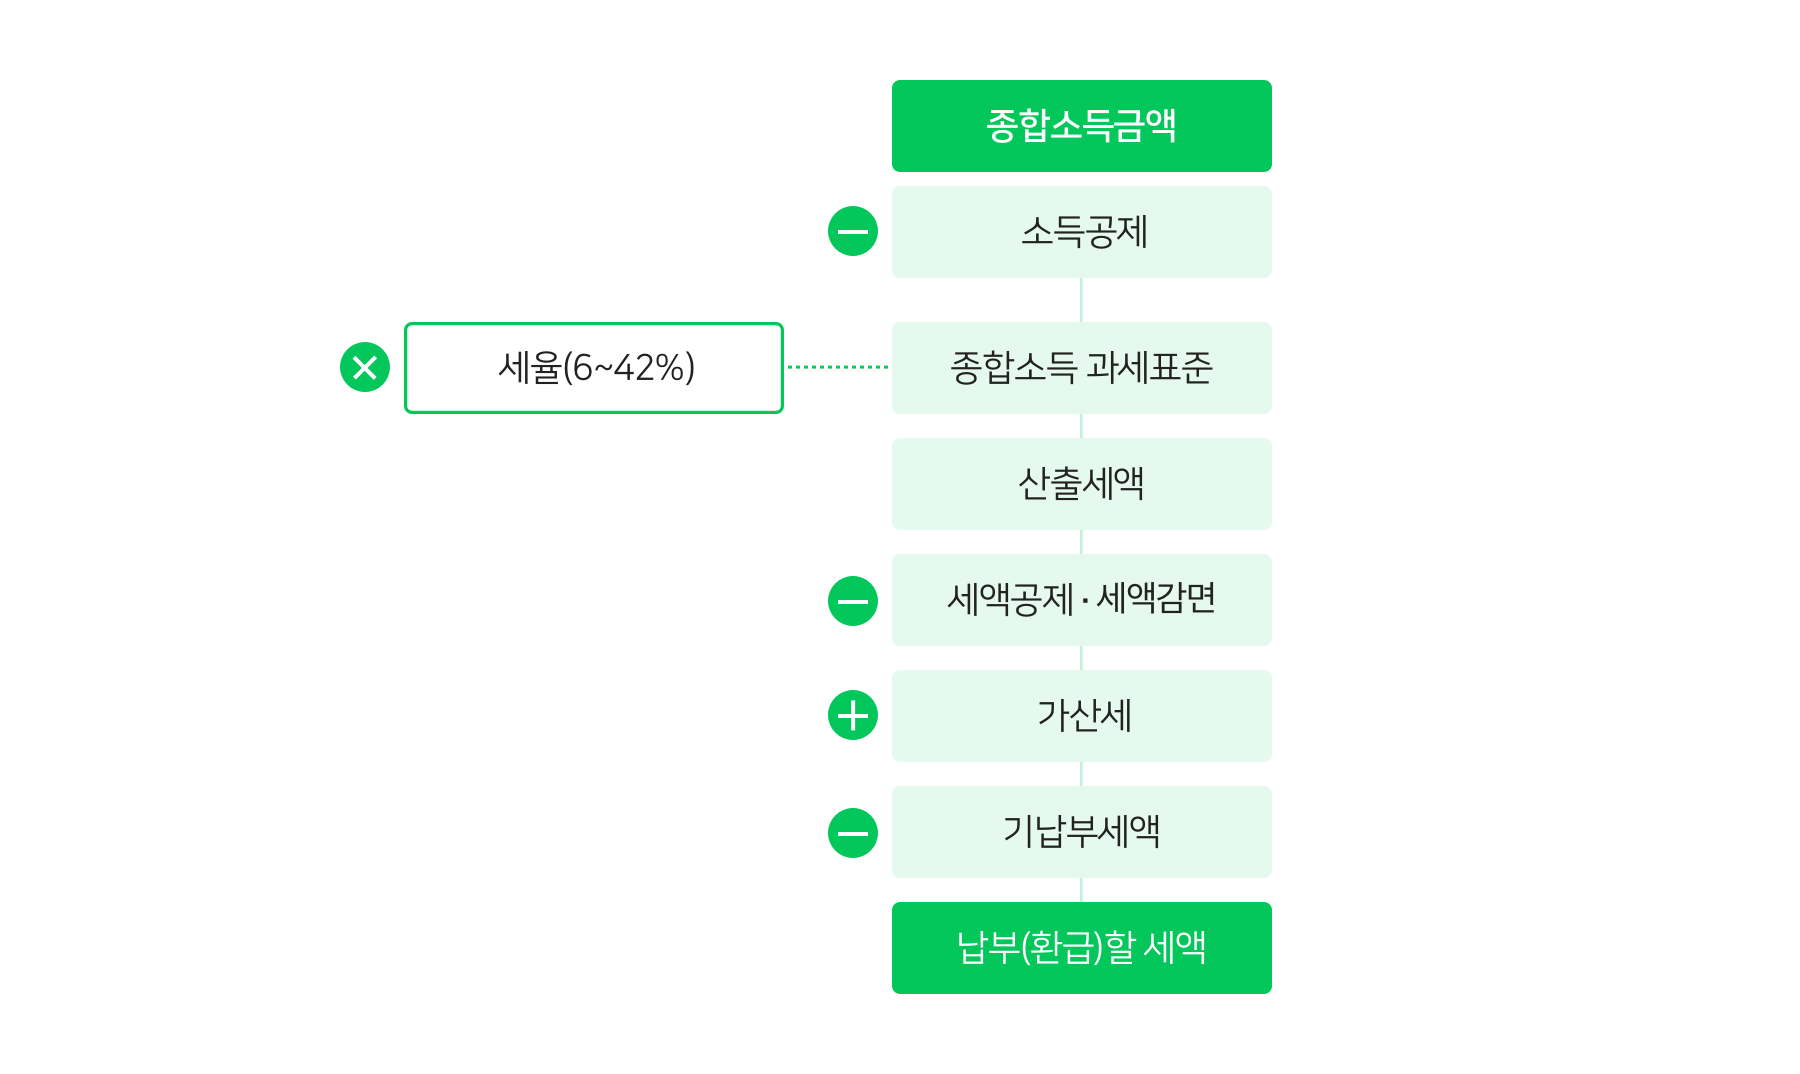 종합소득금액
소득공제
세율(6~42%)
종합소득 과세표준
산출세액
세액공제 · 세액감면
가산세
기납부세액
납부(환급)할 세액